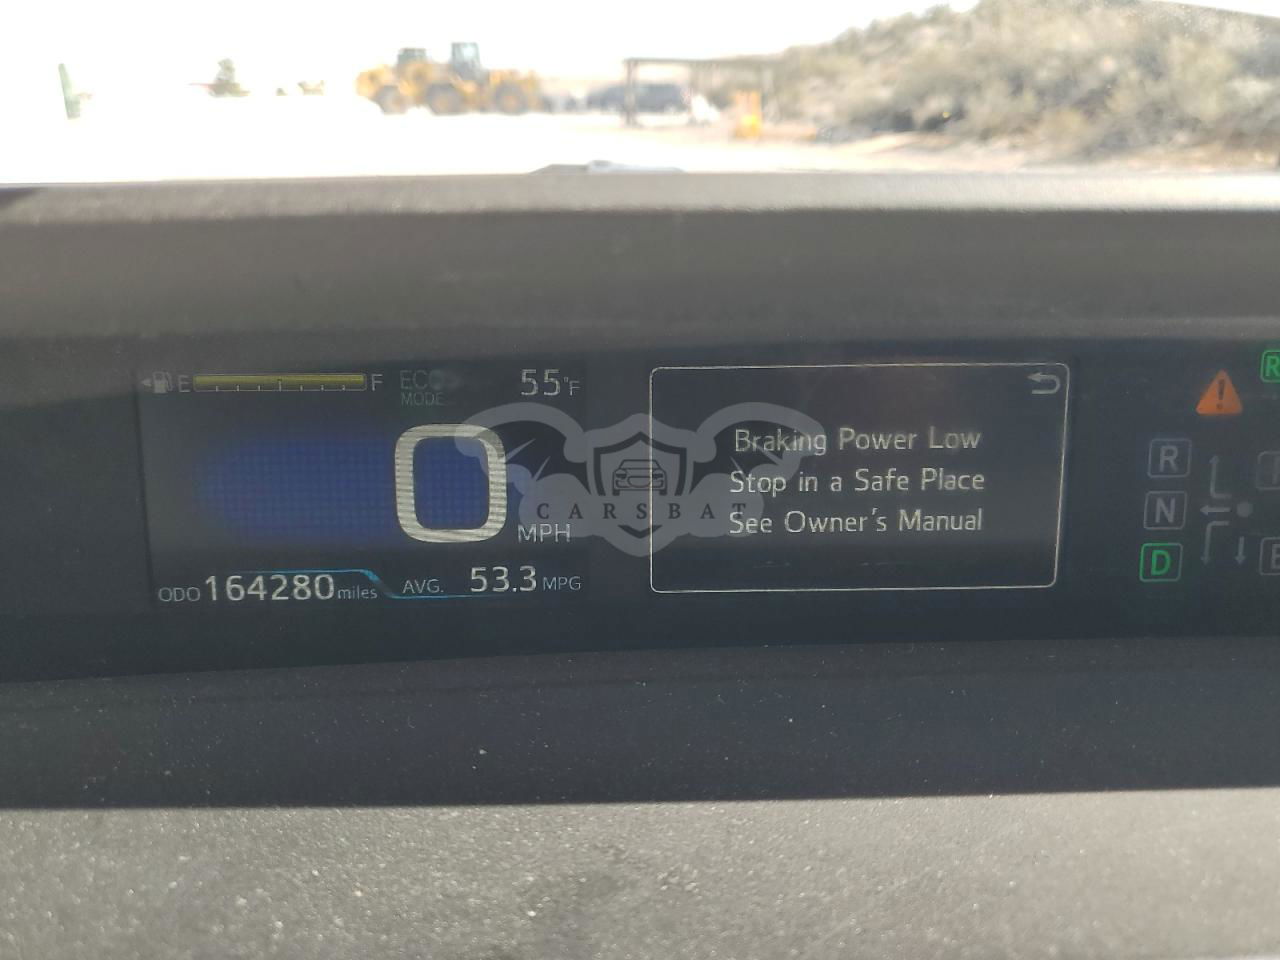 E F ECO MODE 55°F
0 MPH
ODO 164280 miles AVG. 53.3 MPG
Braking Power Low
Stop in a Safe Place
See Owner's Manual
CARSBAT
R
R
N
D